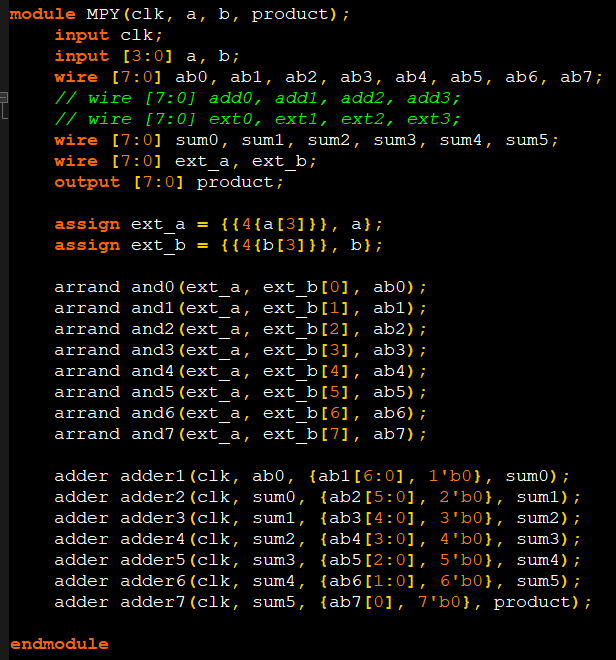 module MPY(clk, a, b, product);
    input clk;
    input [3:0] a, b;
    wire [7:0] ab0, ab1, ab2, ab3, ab4, ab5, ab6, ab7;
    // wire [7:0] add0, add1, add2, add3;
    // wire [7:0] ext0, ext1, ext2, ext3;
    wire [7:0] sum0, sum1, sum2, sum3, sum4, sum5;
    wire [7:0] ext_a, ext_b;
    output [7:0] product;

    assign ext_a = {{4{a[3]}}, a};
    assign ext_b = {{4{b[3]}}, b};

    arrand and0(ext_a, ext_b[0], ab0);
    arrand and1(ext_a, ext_b[1], ab1);
    arrand and2(ext_a, ext_b[2], ab2);
    arrand and3(ext_a, ext_b[3], ab3);
    arrand and4(ext_a, ext_b[4], ab4);
    arrand and5(ext_a, ext_b[5], ab5);
    arrand and6(ext_a, ext_b[6], ab6);
    arrand and7(ext_a, ext_b[7], ab7);

    adder adder1(clk, ab0, {ab1[6:0], 1'b0}, sum0);
    adder adder2(clk, sum0, {ab2[5:0], 2'b0}, sum1);
    adder adder3(clk, sum1, {ab3[4:0], 3'b0}, sum2);
    adder adder4(clk, sum2, {ab4[3:0], 4'b0}, sum3);
    adder adder5(clk, sum3, {ab5[2:0], 5'b0}, sum4);
    adder adder6(clk, sum4, {ab6[1:0], 6'b0}, sum5);
    adder adder7(clk, sum5, {ab7[0], 7'b0}, product);

endmodule